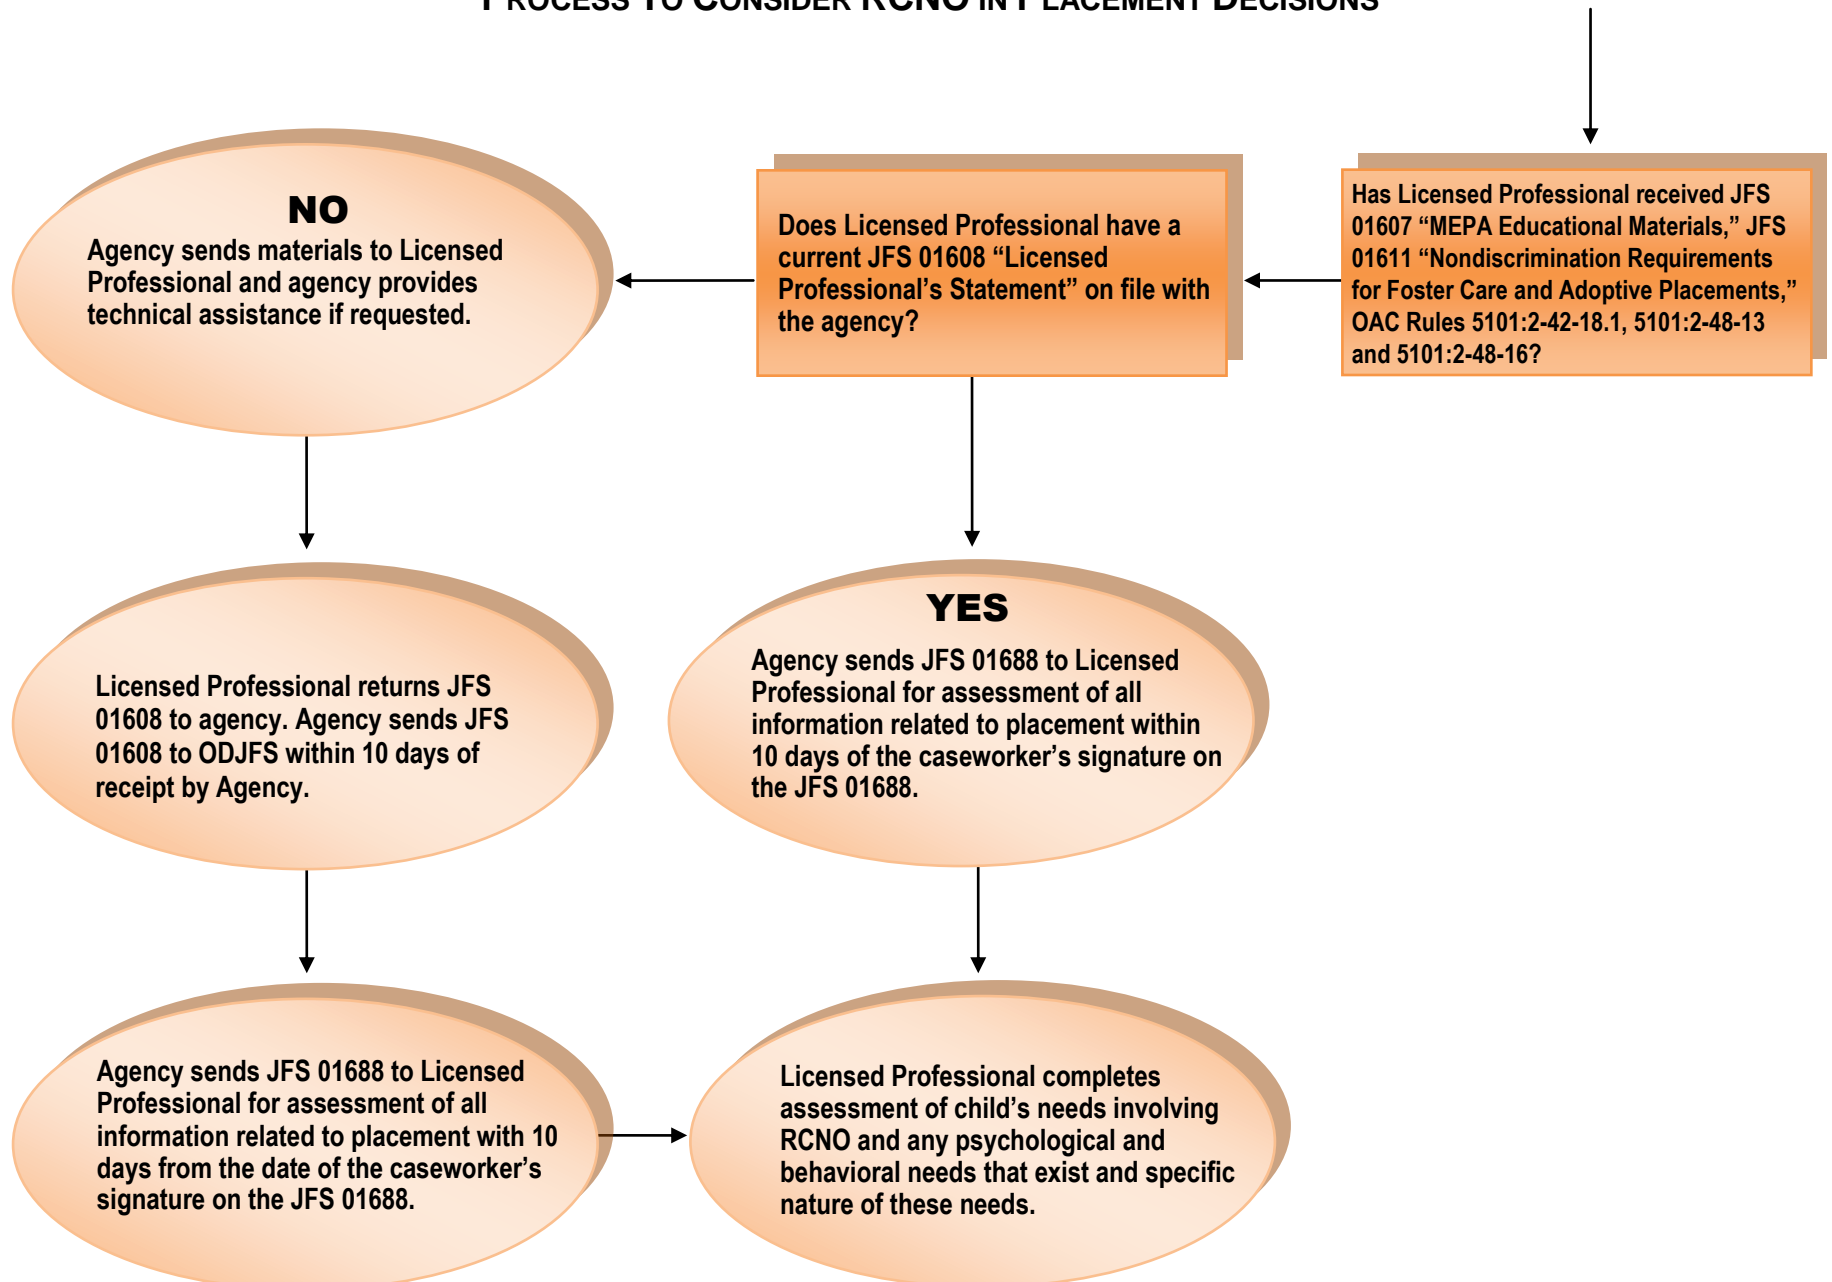 PROCESS TO CONSIDER RCNO IN PLACEMENT DECISIONS
Has Licensed Professional received JFS
01607 “MEPA Educational Materials,” JFS
01611 “Nondiscrimination Requirements
for Foster Care and Adoptive Placements,”
OAC Rules 5101:2-42-18.1, 5101:2-48-13
and 5101:2-48-16?
Does Licensed Professional have a
current JFS 01608 “Licensed
Professional’s Statement” on file with
the agency?
NO
Agency sends materials to Licensed
Professional and agency provides
technical assistance if requested.
Licensed Professional returns JFS
01608 to agency. Agency sends JFS
01608 to ODJFS within 10 days of
receipt by Agency.
YES
Agency sends JFS 01688 to Licensed
Professional for assessment of all
information related to placement within
10 days of the caseworker’s signature on
the JFS 01688.
Agency sends JFS 01688 to Licensed
Professional for assessment of all
information related to placement with 10
days from the date of the caseworker’s
signature on the JFS 01688.
Licensed Professional completes
assessment of child’s needs involving
RCNO and any psychological and
behavioral needs that exist and specific
nature of these needs.